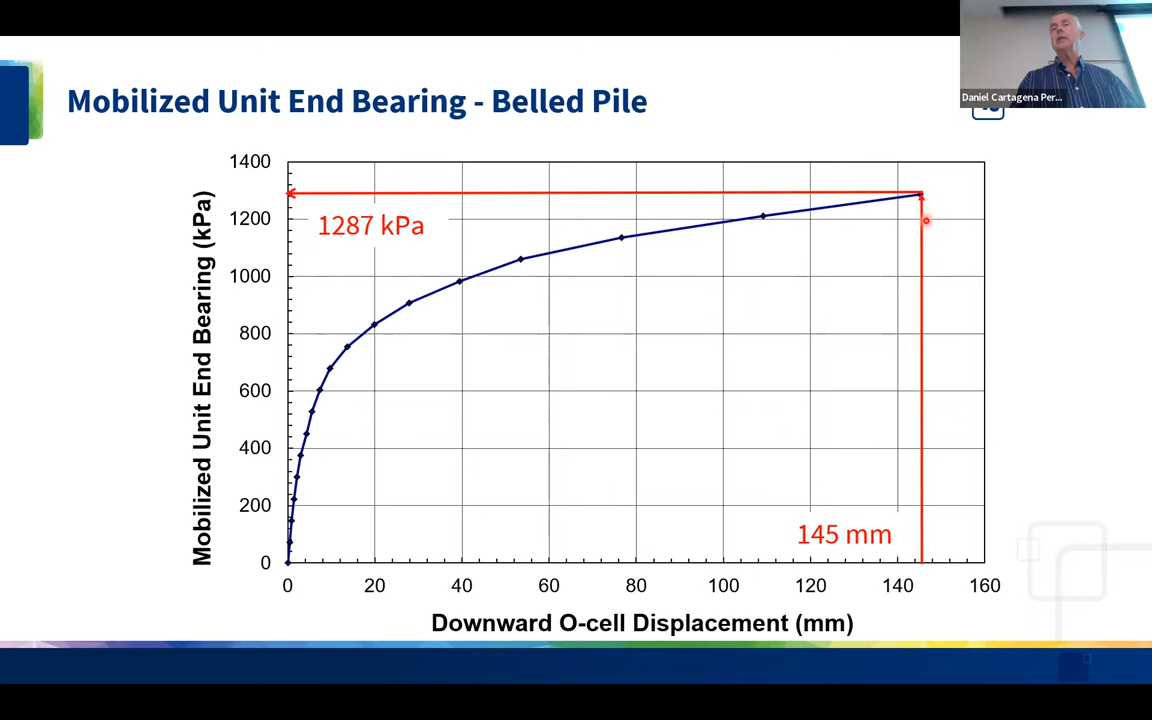 Mobilized Unit End Bearing - Belled Pile
Daniel Cartagena Per...
Mobilized Unit End Bearing (kPa)
1400
1200
1000
800
600
400
200
0
1287 kPa
145 mm
0 20 40 60 80 100 120 140 160
Downward O-cell Displacement (mm)